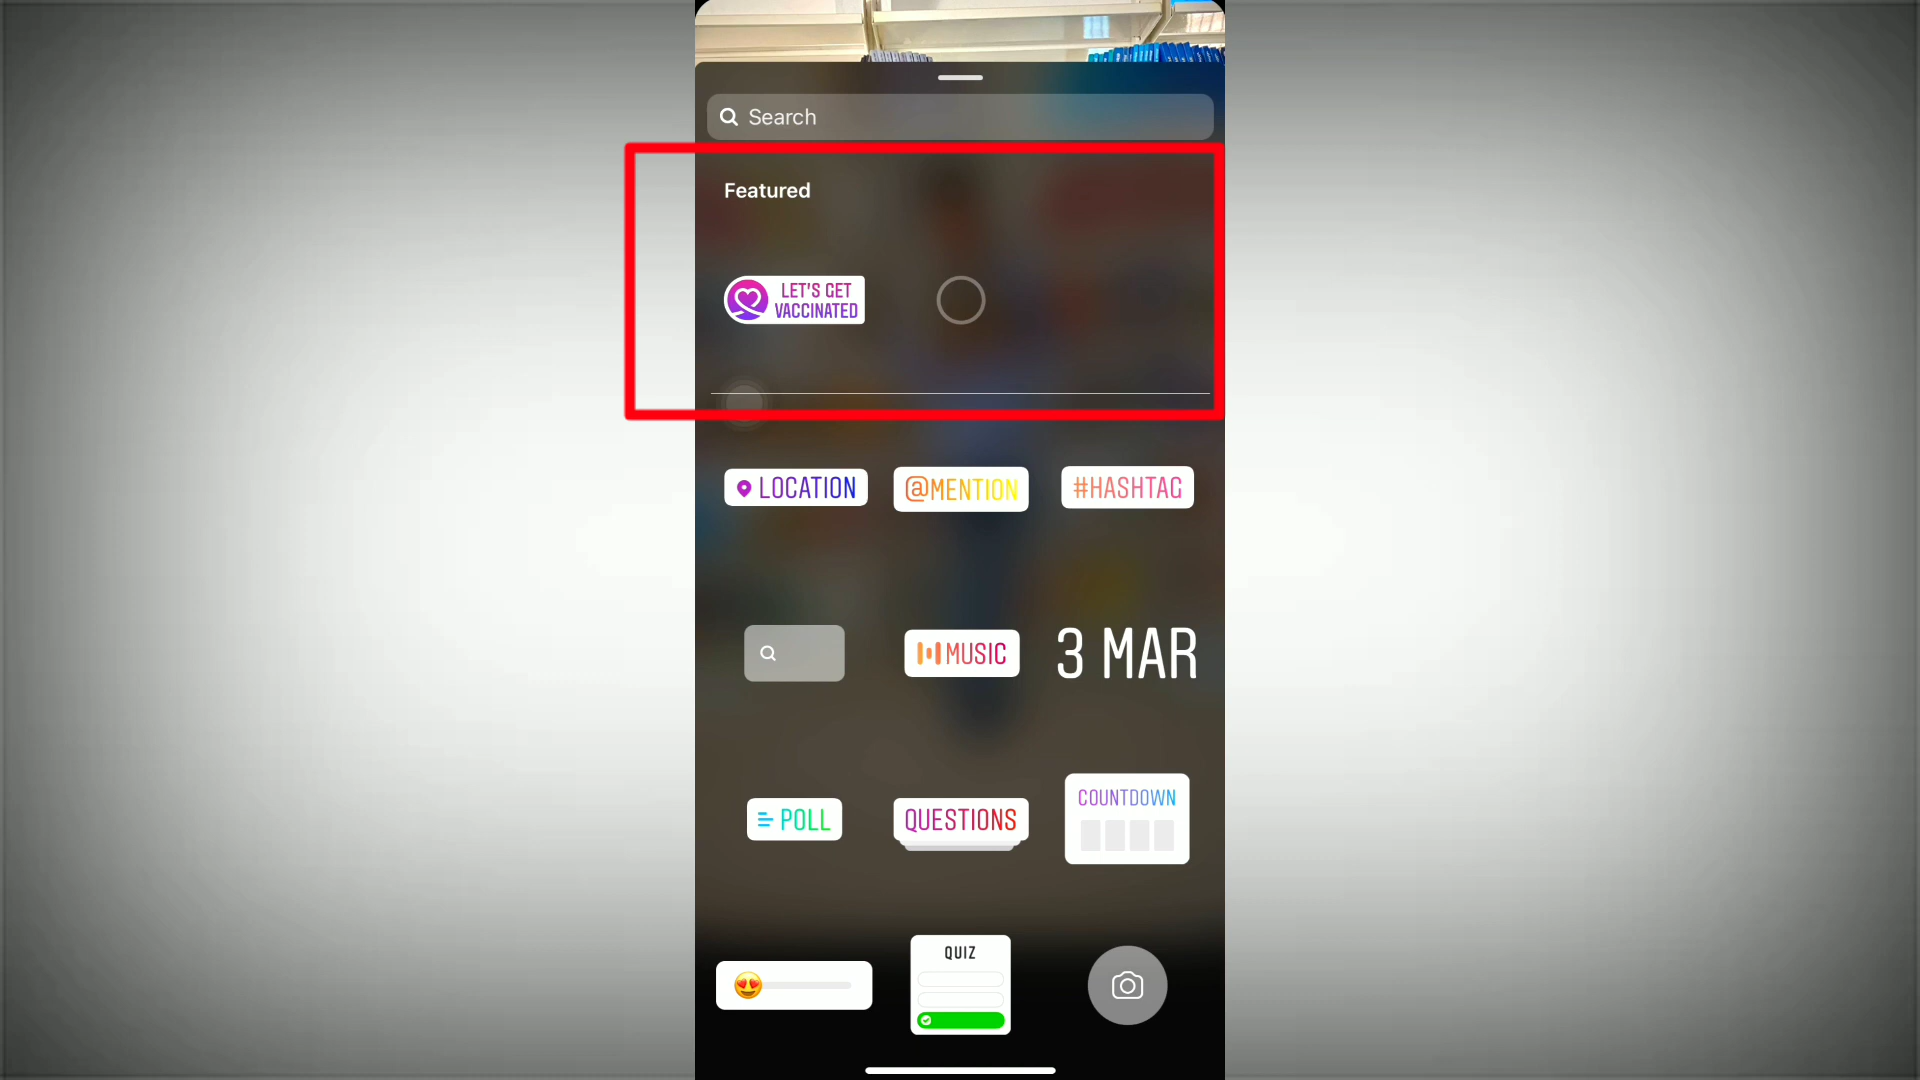 Search
Featured
LET'S GET
VACCINATED
LOCATION
@MENTION
#HASHTAG
MUSIC
3 MAR
POLL
QUESTIONS
COUNTDOWN
QUIZ